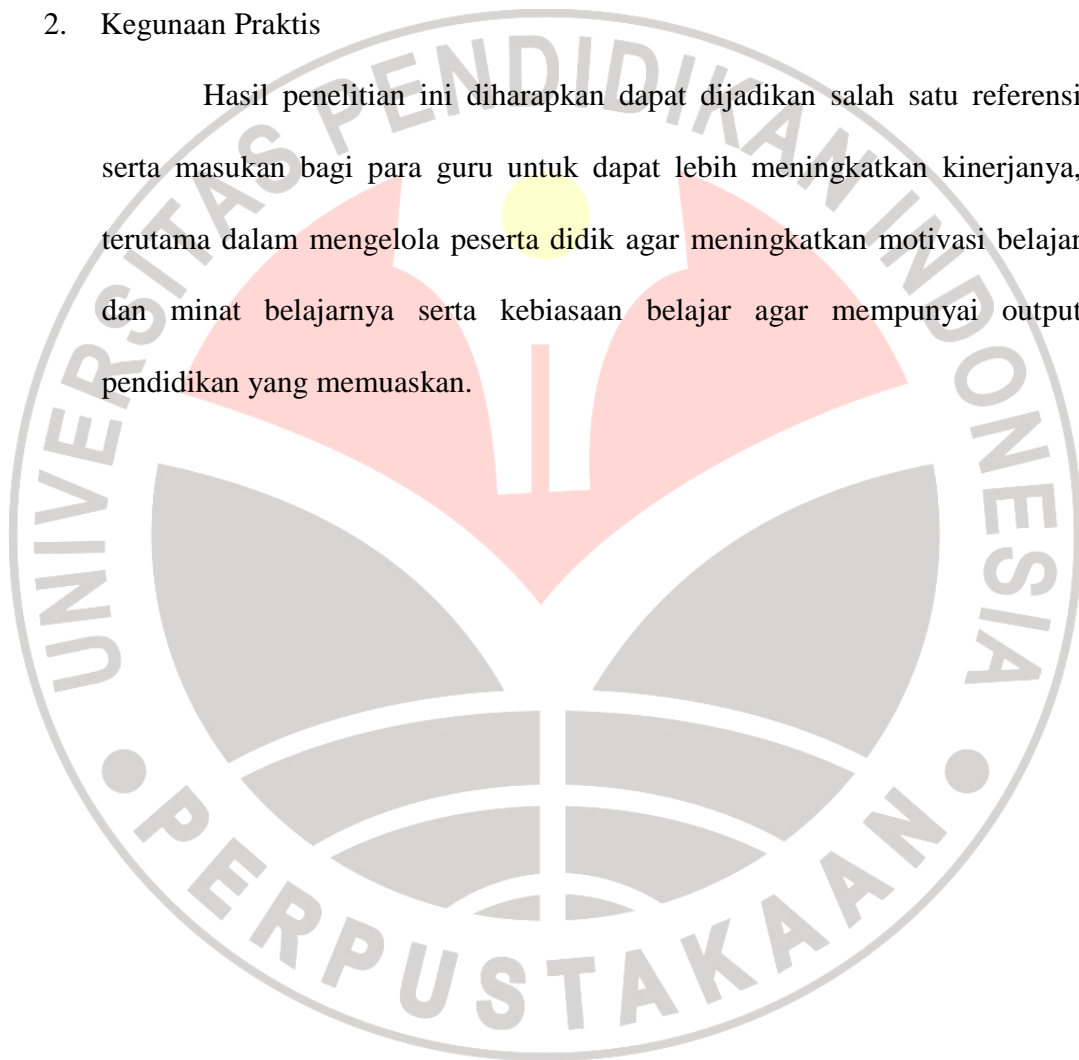 2. Kegunaan Praktis
Hasil penelitian ini diharapkan dapat dijadikan salah satu referensi
serta masukan bagi para guru untuk dapat lebih meningkatkan kinerjanya,
terutama dalam mengelola peserta didik agar meningkatkan motivasi belajar
dan minat belajarnya serta kebiasaan belajar agar mempunyai output
pendidikan yang memuaskan.
UNIVERSITAS PENDIDIKAN INDONESIA
PERPUSTAKAAN